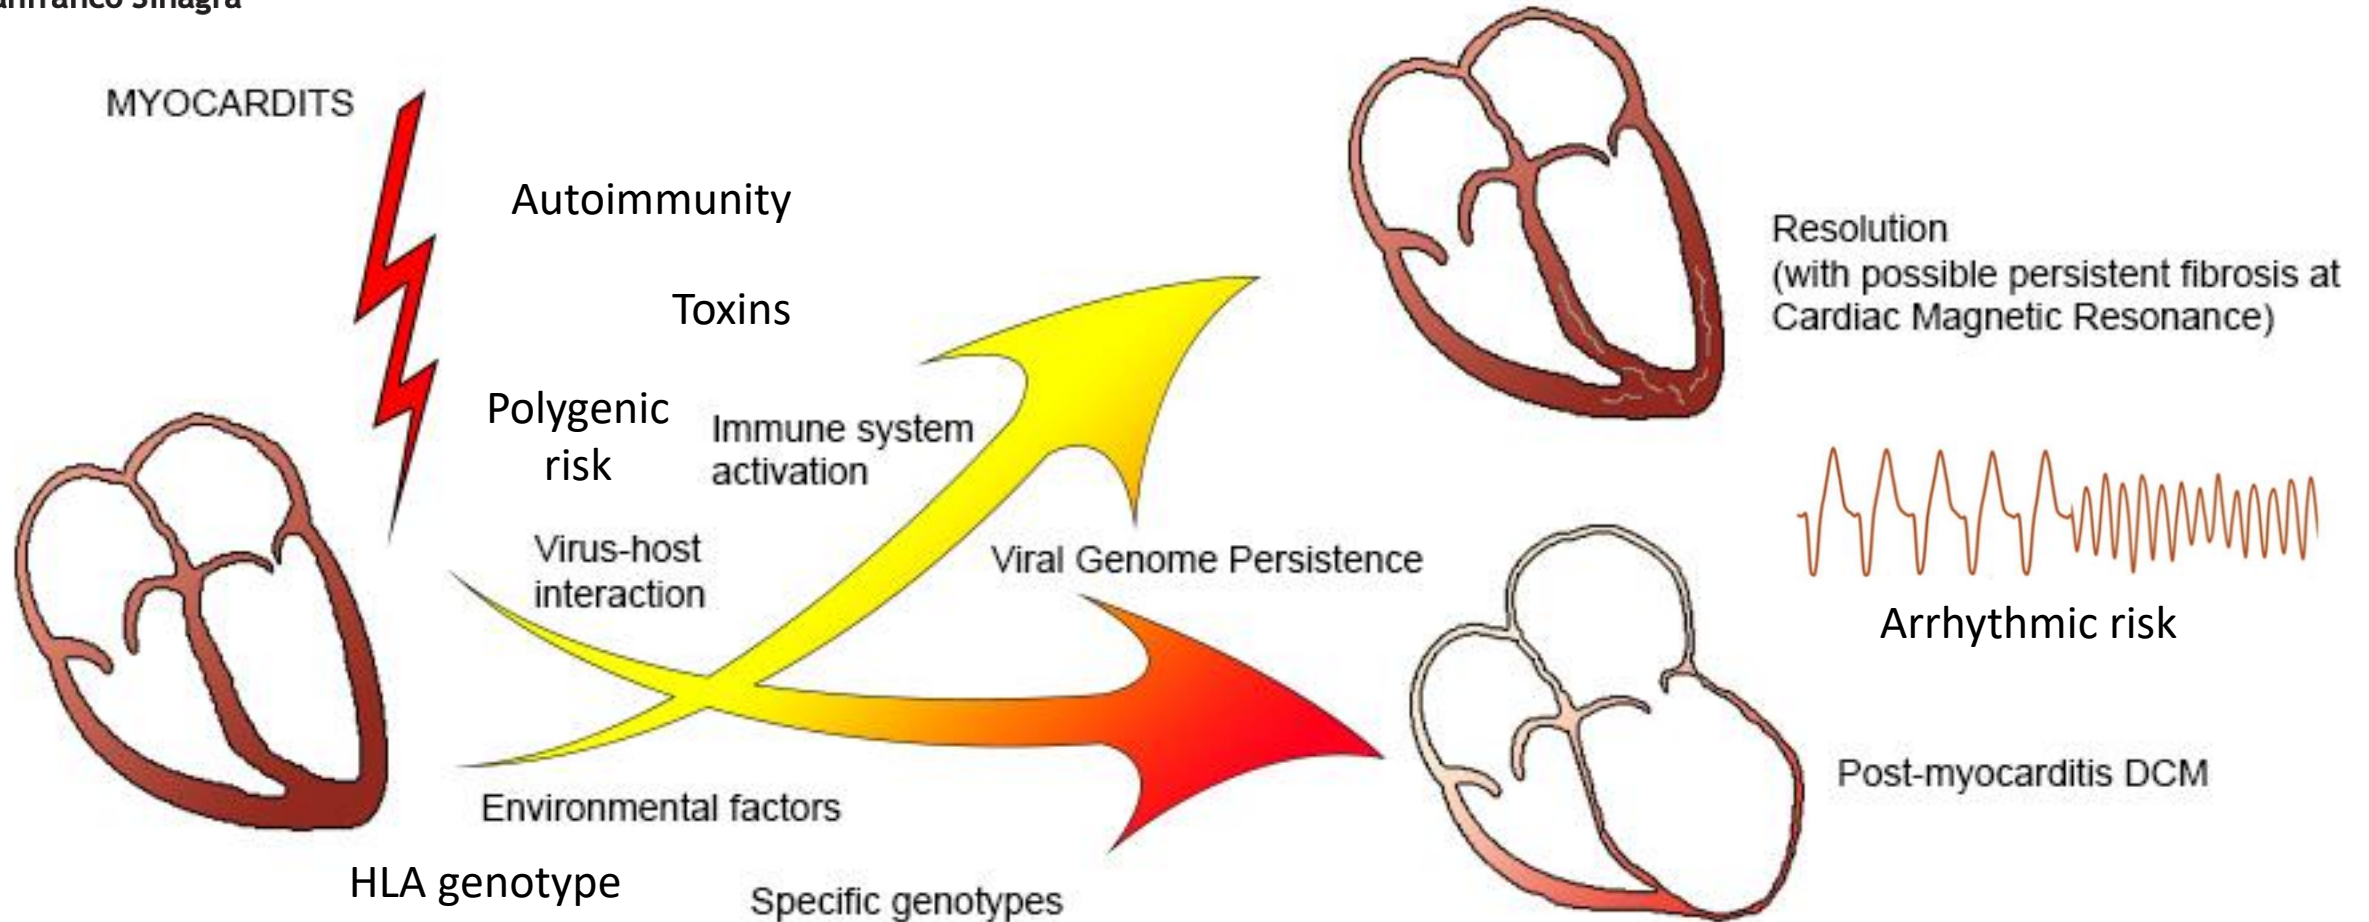 Sinagra
MYOCARDITS
Autoimmunity
Toxins
Polygenic
risk
Immune system
activation
Virus-host
interaction
Viral Genome Persistence
Environmental factors
HLA genotype
Specific genotypes
Resolution
(with possible persistent fibrosis at
Cardiac Magnetic Resonance)
Arrhythmic risk
Post-myocarditis DCM